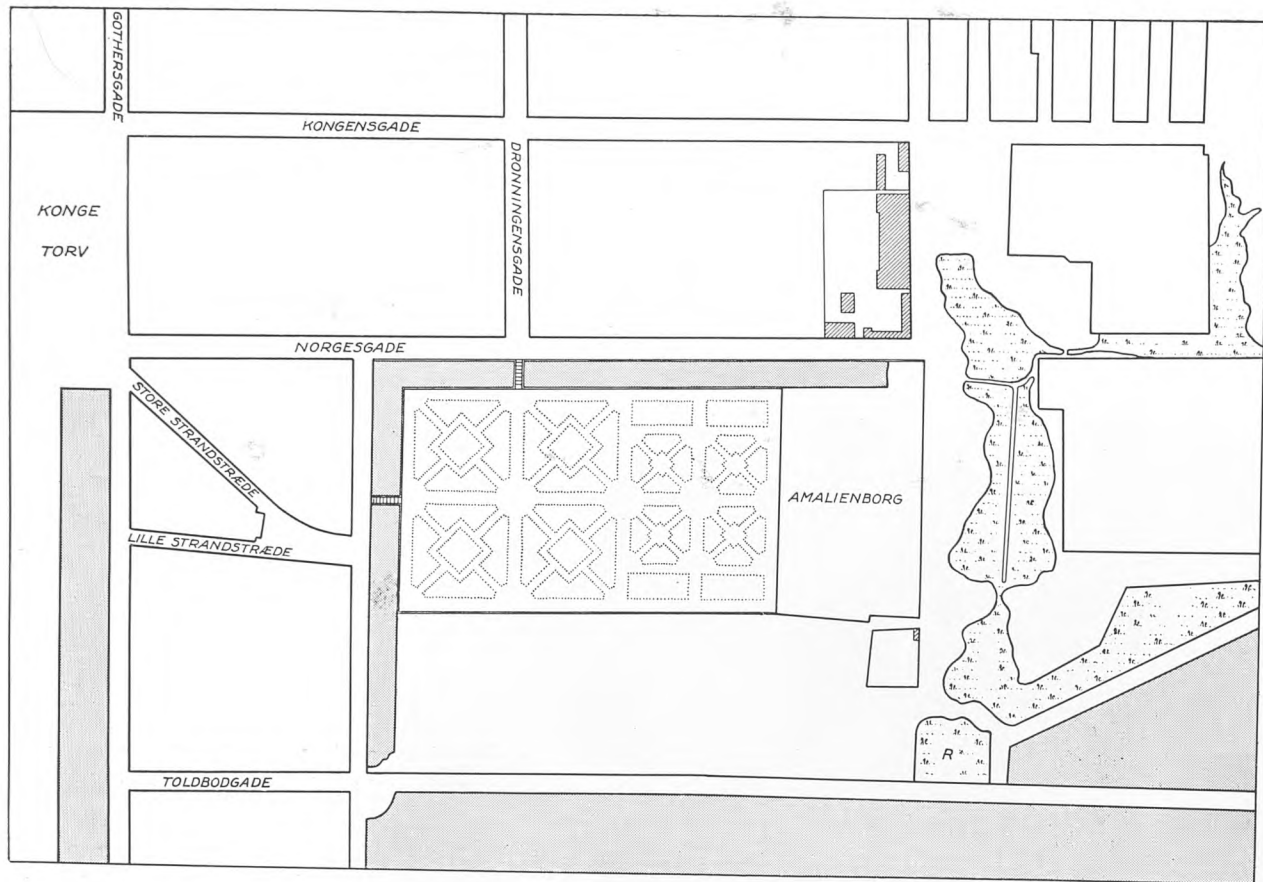 GOTHERSGADE
KONGENSGADE
DRONNINGENSGADE
KONGE
TORV
NORGESGADE
STORE STRANDSTRÆDE
LILLE STRANDSTRÆDE
AMALIENBORG
TOLDBODGADE
R